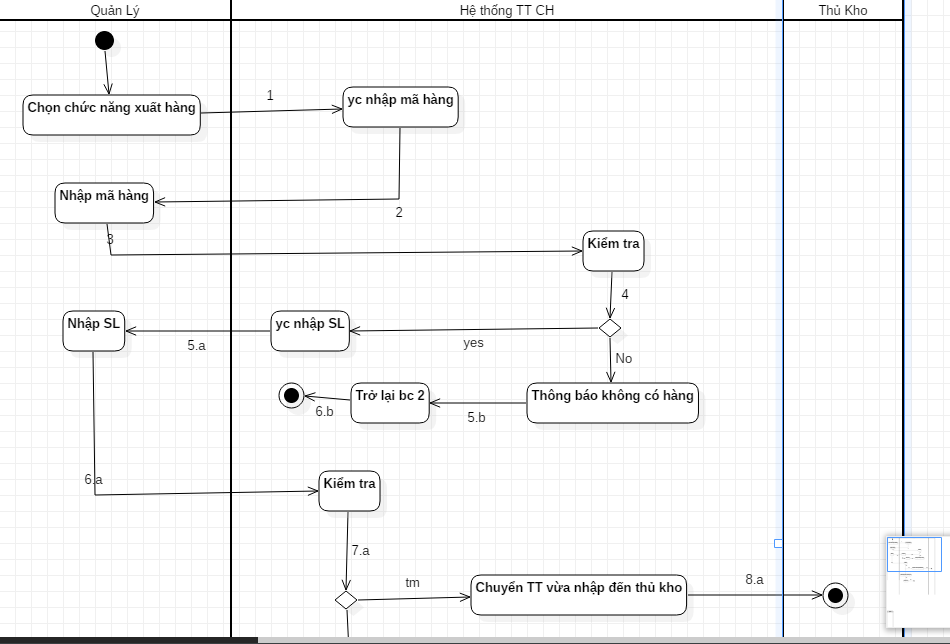 Quản Lý
Hệ thống TT CH
Thủ Kho
Chọn chức năng xuất hàng
1
yc nhập mã hàng
Nhập mã hàng
2
3
Kiểm tra
4
Nhập SL
5.a
yc nhập SL
yes
No
6.b
Trở lại bc 2
5.b
Thông báo không có hàng
6.a
Kiểm tra
7.a
tm
Chuyển TT vừa nhập đến thủ kho
8.a